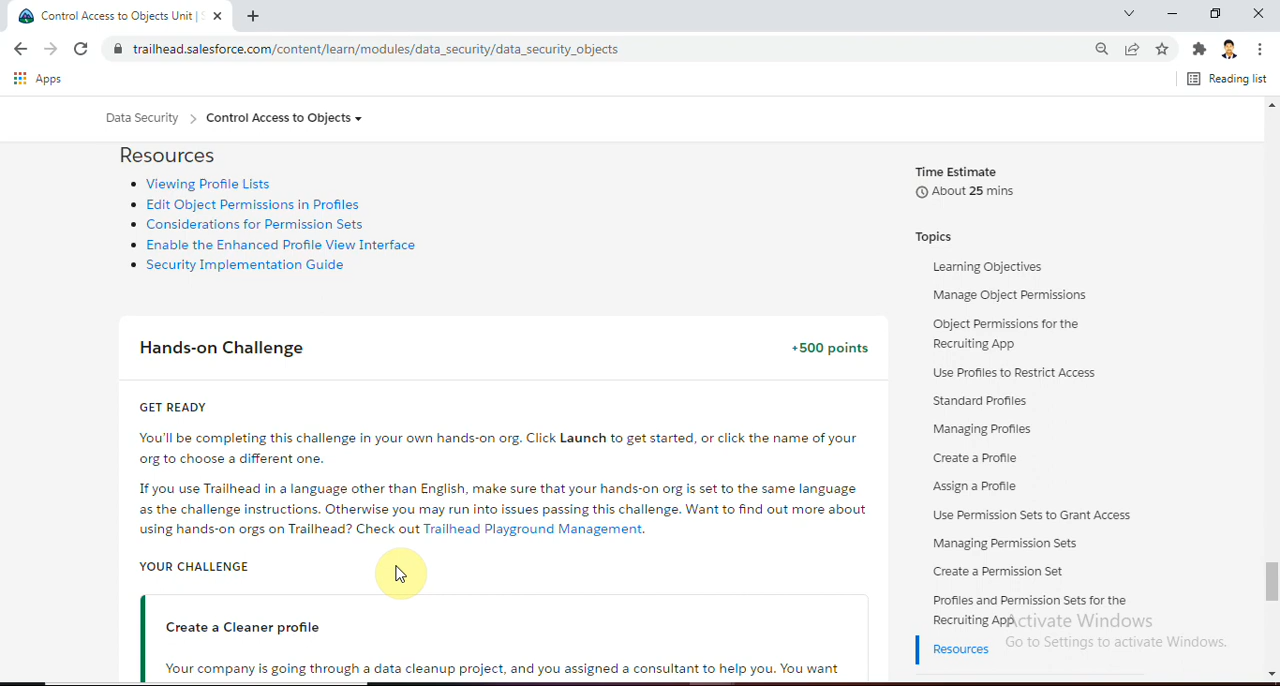 Control Access to Objects Unit | S
trailhead.salesforce.com/content/learn/modules/data_security/data_security_objects
Apps
Reading list
Data Security > Control Access to Objects
Resources
Viewing Profile Lists
Edit Object Permissions in Profiles
Considerations for Permission Sets
Enable the Enhanced Profile View Interface
Security Implementation Guide
Hands-on Challenge
+500 points
GET READY
You'll be completing this challenge in your own hands-on org. Click Launch to get started, or click the name of your
org to choose a different one.
If you use Trailhead in a language other than English, make sure that your hands-on org is set to the same language
as the challenge instructions. Otherwise you may run into issues passing this challenge. Want to find out more about
using hands-on orgs on Trailhead? Check out Trailhead Playground Management.
YOUR CHALLENGE
Create a Cleaner profile
Your company is going through a data cleanup project, and you assigned a consultant to help you. You want
Time Estimate
About 25 mins
Topics
Learning Objectives
Manage Object Permissions
Object Permissions for the
Recruiting App
Use Profiles to Restrict Access
Standard Profiles
Managing Profiles
Create a Profile
Assign a Profile
Use Permission Sets to Grant Access
Managing Permission Sets
Create a Permission Set
Profiles and Permission Sets for the
Recruiting App
Resources
Activate Windows
Go to Settings to activate Windows.